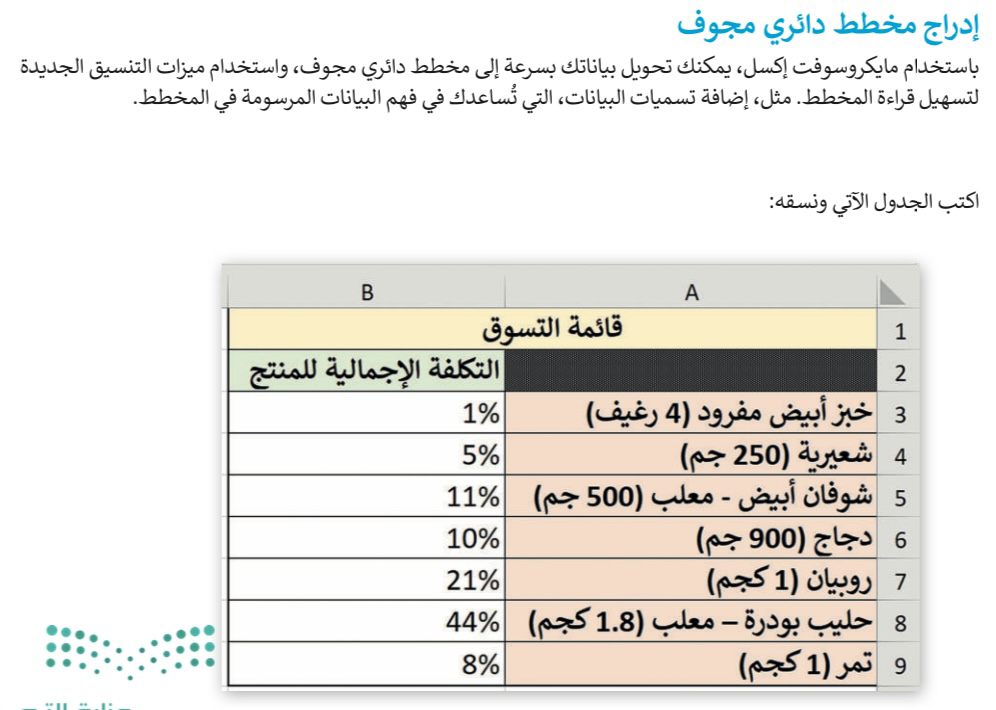 إدراج مخطط دائري مجوف
باستخدام مايكروسوفت إكسل، يمكنك تحويل بياناتك بسرعة إلى مخطط دائري مجوف، واستخدام ميزات التنسيق الجديدة
لتسهيل قراءة المخطط. مثل، إضافة تسميات البيانات، التي تُساعدك في فهم البيانات المرسومة في المخطط.
اكتب الجدول الآتي ونسقه:
A B
1 قائمة التسوق
2 التكلفة الإجمالية للمنتج
3 خبز أبيض مفرود (4 رغيف) 1%
4 شعيرية (250 جم) 5%
5 شوفان أبيض - معلب (500 جم) 11%
6 دجاج (900 جم) 10%
7 روبيان (1 كجم) 21%
8 حليب بودرة – معلب (1.8 كجم) 44%
9 تمر (1 كجم) 8%